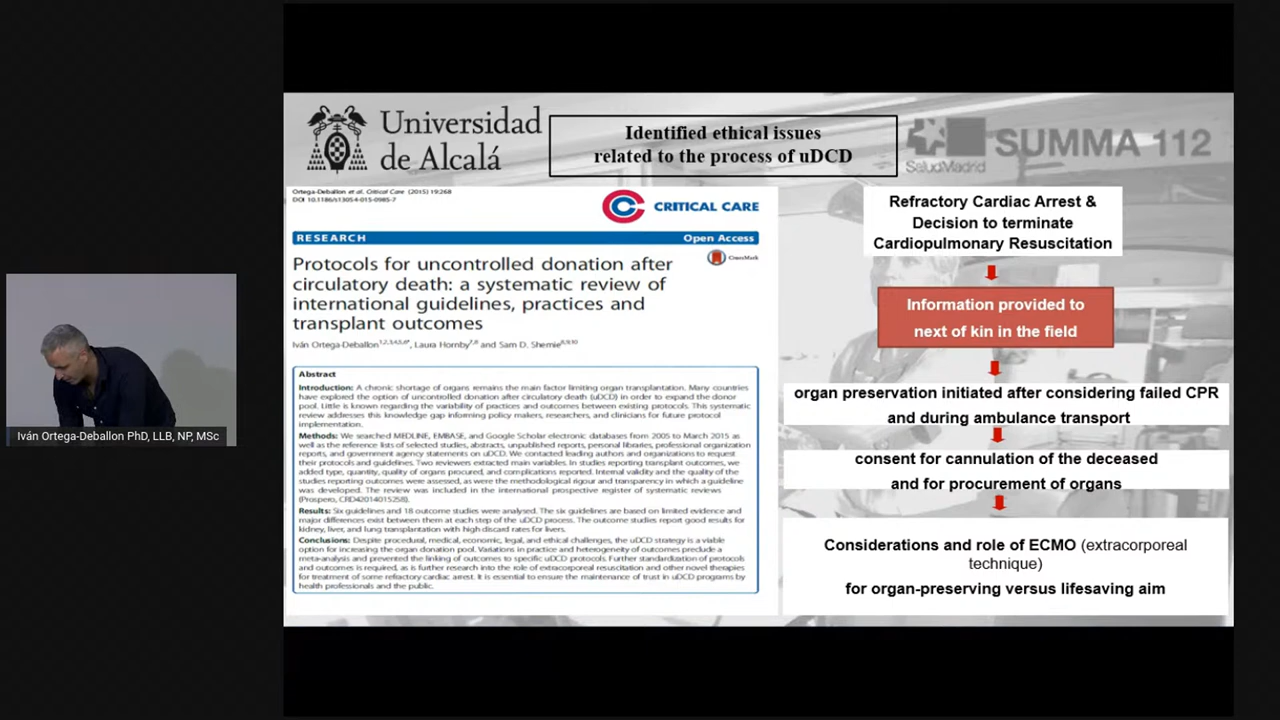 Universidad
de Alcalá
Identified ethical issues
related to the process of uDCD
SaludMadrid
SUMMA 112
Ortega-Deballon et al. Critical Care (2015) 19:268
DOI 10.1186/s13054-015-0985-7
CRITICAL CARE
RESEARCH
Open Access
CrossMark
Protocols for uncontrolled donation after
circulatory death: a systematic review of
international guidelines, practices and
transplant outcomes
Iván Ortega-Deballon1,2,3,4,5,6*, Laura Hornby7,8 and Sam D. Shemie8,9,10
Abstract
Introduction: A chronic shortage of organs remains the main factor limiting organ transplantation. Many countries
have explored the option of uncontrolled donation after circulatory death (uDCD) in order to expand the donor
pool. Little is known regarding the variability of practices and outcomes between existing protocols. This systematic
review addresses this knowledge gap informing policy makers, researchers, and clinicians for future protocol
implementation.
Methods: We searched MEDLINE, EMBASE, and Google Scholar electronic databases from 2005 to March 2015 as
well as the reference lists of selected studies, abstracts, unpublished reports, personal libraries, professional organization
reports, and government agency statements on uDCD. We contacted leading authors and organizations to request
their protocols and guidelines. Two reviewers extracted main variables. In studies reporting transplant outcomes, we
added type, quantity, quality of organs procured, and complications reported. Internal validity and the quality of the
studies reporting outcomes were assessed, as were the methodological rigour and transparency in which a guideline
was developed. The review was included in the international prospective register of systematic reviews
(Prospero, CRD42014015258).
Results: Six guidelines and 18 outcome studies were analysed. The six guidelines are based on limited evidence and
major differences exist between them at each step of the uDCD process. The outcome studies report good results for
kidney, liver, and lung transplantation with high discard rates for livers.
Conclusions: Despite procedural, medical, economic, legal, and ethical challenges, the uDCD strategy is a viable
option for increasing the organ donation pool. Variations in practice and heterogeneity of outcomes preclude a
meta-analysis and prevented the linking of outcomes to specific uDCD protocols. Further standardization of protocols
and outcomes is required, as is further research into the role of extracorporeal resuscitation and other novel therapies
for treatment of some refractory cardiac arrest. It is essential to ensure the maintenance of trust in uDCD programs by
health professionals and the public.
Refractory Cardiac Arrest &
Decision to terminate
Cardiopulmonary Resuscitation
Information provided to
next of kin in the field
organ preservation initiated after considering failed CPR
and during ambulance transport
consent for cannulation of the deceased
and for procurement of organs
Considerations and role of ECMO (extracorporeal
technique)
for organ-preserving versus lifesaving aim
Iván Ortega-Deballon PhD, LLB, NP, MSc